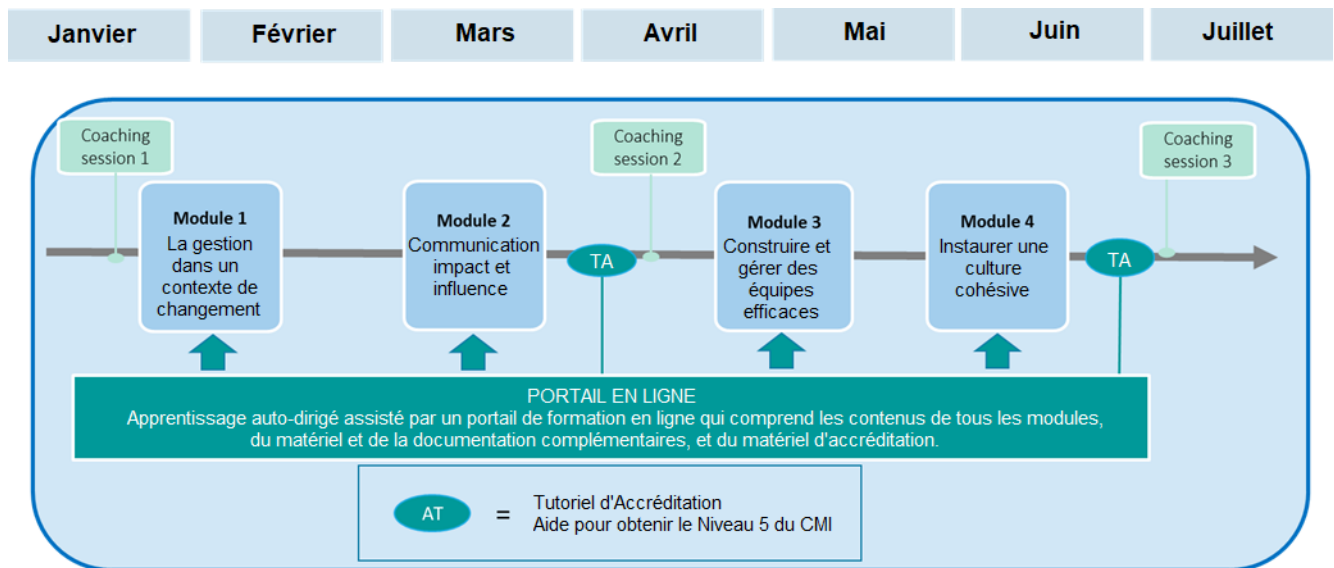 Janvier
Février
Mars
Avril
Mai
Juin
Juillet
Coaching
session 1
Coaching
session 2
Coaching
session 3
Module 1
La gestion
dans un
contexte de
changement
Module 2
Communication
impact et
influence
TA
Module 3
Construire et
gérer des
équipes
efficaces
Module 4
Instaurer une
culture
cohésive
TA
PORTAIL EN LIGNE
Apprentissage auto-dirigé assisté par un portail de formation en ligne qui comprend les contenus de tous les modules,
du matériel et de la documentation complémentaires, et du matériel d'accréditation.
AT = Tutoriel d'Accréditation
Aide pour obtenir le Niveau 5 du CMI